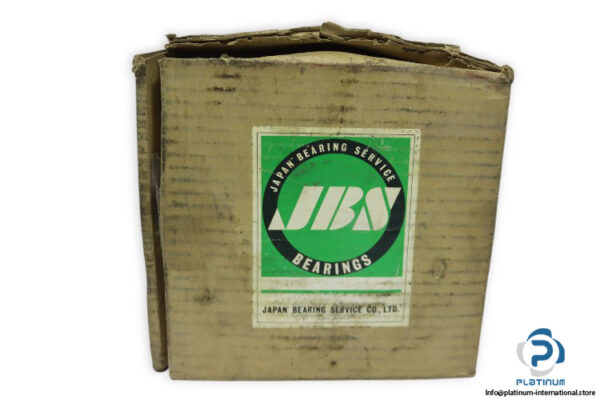 JAPAN BEARING SERVICE
JBS
BEARINGS
JAPAN BEARING SERVICE CO., LTD.
PLATINUM
Info@platinum-international.store